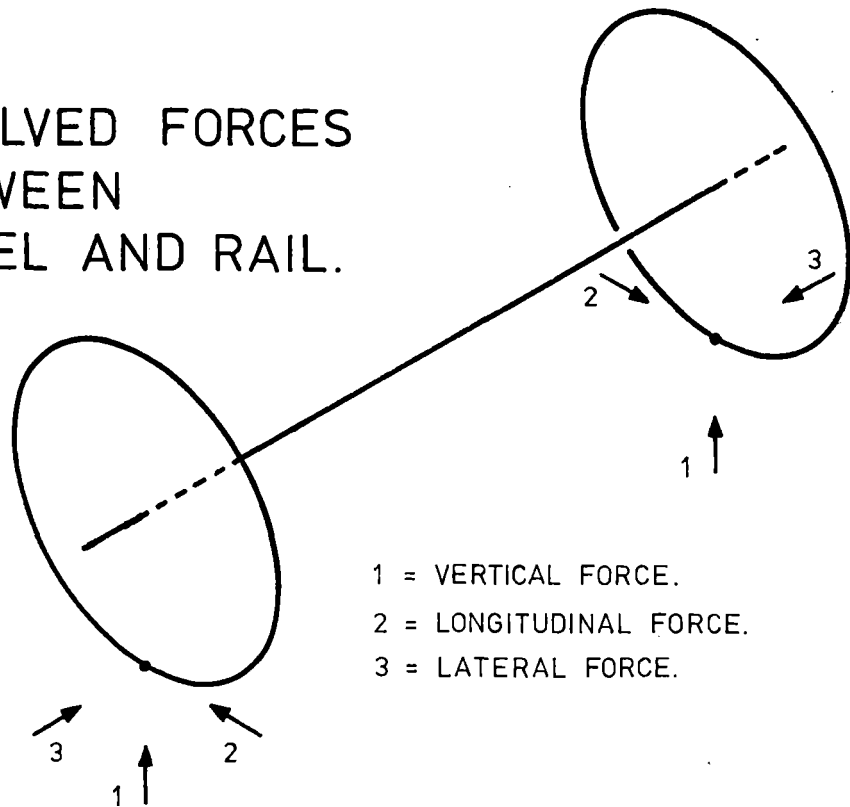 LVED FORCES
WEEN
EL AND RAIL.
3
2
1
1 = VERTICAL FORCE.
2 = LONGITUDINAL FORCE.
3 = LATERAL FORCE.
3
2
1